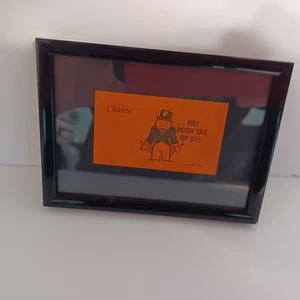 Chance
PAY
POOR TAX
OF $15